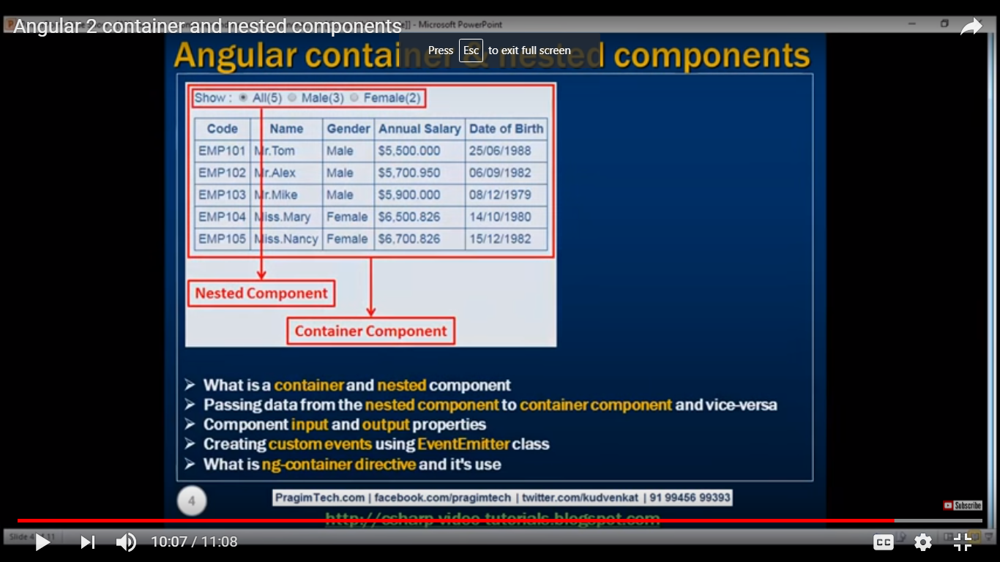 Angular 2 container and nested components
]] - Microsoft PowerPoint
Press Esc to exit full screen
Angular container & nested components
Show : All(5) Male(3) Female(2)
Code Name Gender Annual Salary Date of Birth
EMP101 Mr.Tom Male $5,500.000 25/06/1988
EMP102 Mr.Alex Male $5,700.950 06/09/1982
EMP103 Mr.Mike Male $5,900.000 08/12/1979
EMP104 Miss.Mary Female $6,500.826 14/10/1980
EMP105 Miss.Nancy Female $6,700.826 15/12/1982
Nested Component
Container Component
➢ What is a container and nested component
➢ Passing data from the nested component to container component and vice-versa
➢ Component input and output properties
➢ Creating custom events using EventEmitter class
➢ What is ng-container directive and it's use
4
PragimTech.com | facebook.com/pragimtech | twitter.com/kudvenkat | 91 99456 99393
Subscribe
http://csharp-video-tutorials.blogspot.com
Slide 4 of 11
10:07 / 11:08
CC